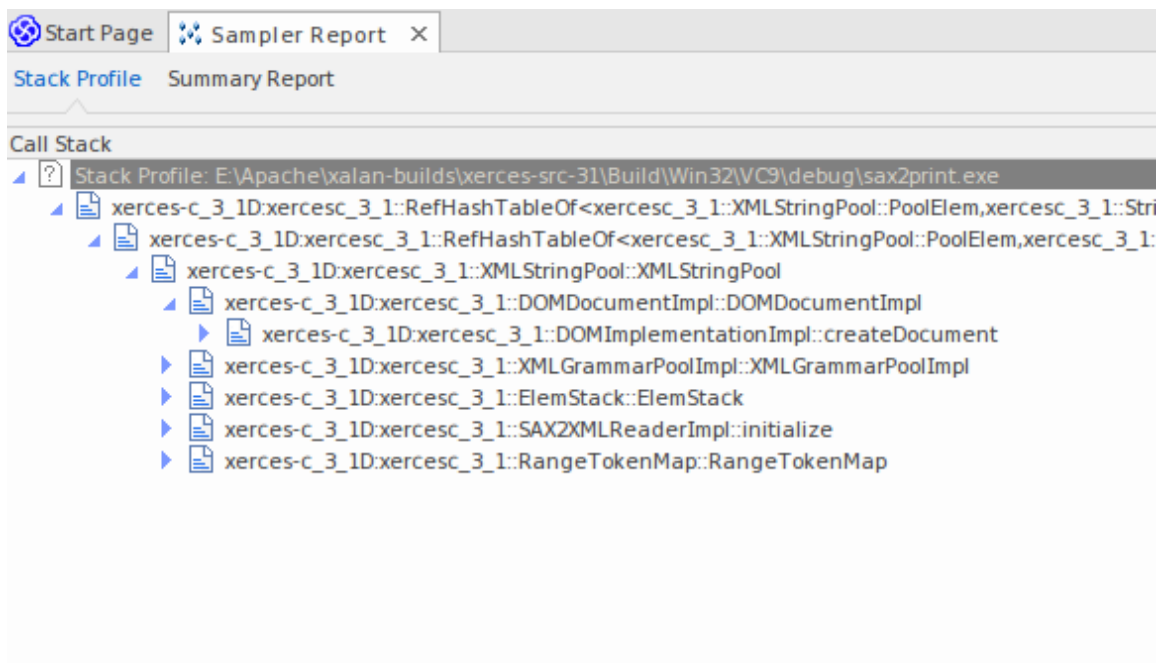 Start Page Sampler Report ×
Stack Profile Summary Report
Call Stack
? Stack Profile: E:\Apache\xalan-builds\xerces-src-31\Build\Win32\VC9\debug\sax2print.exe
xerces-c_3_1D:xercesc_3_1::RefHashTableOf<xercesc_3_1::XMLStringPool::PoolElem,xercesc_3_1::Stri
xerces-c_3_1D:xercesc_3_1::RefHashTableOf<xercesc_3_1::XMLStringPool::PoolElem,xercesc_3_1:
xerces-c_3_1D:xercesc_3_1::XMLStringPool::XMLStringPool
xerces-c_3_1D:xercesc_3_1::DOMDocumentImpl::DOMDocumentImpl
xerces-c_3_1D:xercesc_3_1::DOMImplementationImpl::createDocument
xerces-c_3_1D:xercesc_3_1::XMLGrammarPoolImpl::XMLGrammarPoolImpl
xerces-c_3_1D:xercesc_3_1::ElemStack::ElemStack
xerces-c_3_1D:xercesc_3_1::SAX2XMLReaderImpl::initialize
xerces-c_3_1D:xercesc_3_1::RangeTokenMap::RangeTokenMap